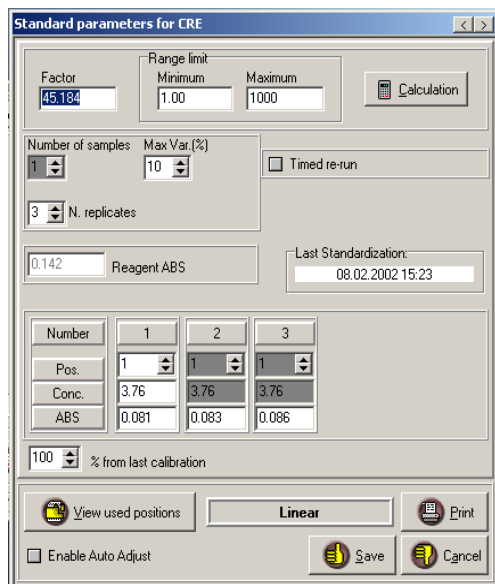 Standard parameters for CRE
Range limit
Factor Minimum Maximum
45.184 1.00 1000 Calculation
Number of samples Max Var.(%)
1 10 Timed re-run
3 N. replicates
Last Standardization:
0.142 Reagent ABS 08.02.2002 15:23
Number 1 2 3
Pos. 1 1 1
Conc. 3.76 3.76 3.76
ABS 0.081 0.083 0.086
100 % from last calibration
View used positions Linear Print
Enable Auto Adjust Save Cancel